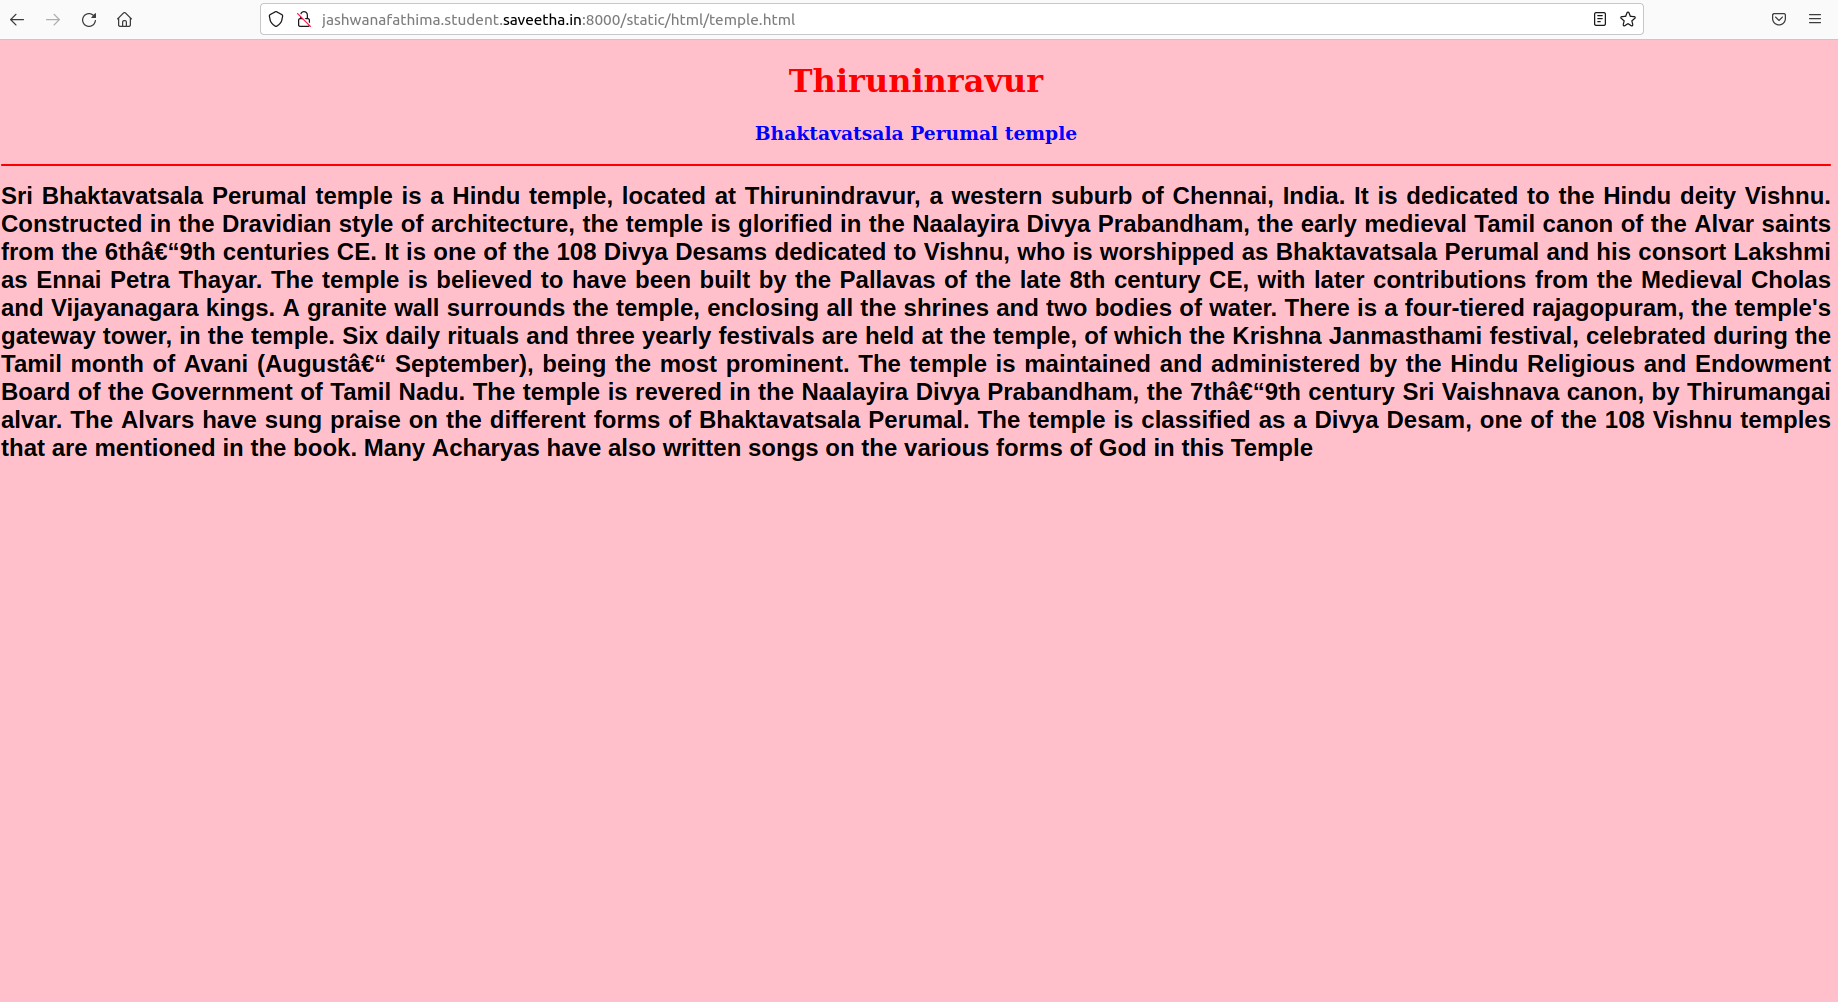 jashwanafathima.student.saveetha.in:8000/static/html/temple.html
Thiruninravur
Bhaktavatsala Perumal temple
Sri Bhaktavatsala Perumal temple is a Hindu temple, located at Thirunindravur, a western suburb of Chennai, India. It is dedicated to the Hindu deity Vishnu.
Constructed in the Dravidian style of architecture, the temple is glorified in the Naalayira Divya Prabandham, the early medieval Tamil canon of the Alvar saints
from the 6thâ€“9th centuries CE. It is one of the 108 Divya Desams dedicated to Vishnu, who is worshipped as Bhaktavatsala Perumal and his consort Lakshmi
as Ennai Petra Thayar. The temple is believed to have been built by the Pallavas of the late 8th century CE, with later contributions from the Medieval Cholas
and Vijayanagara kings. A granite wall surrounds the temple, enclosing all the shrines and two bodies of water. There is a four-tiered rajagopuram, the temple's
gateway tower, in the temple. Six daily rituals and three yearly festivals are held at the temple, of which the Krishna Janmasthami festival, celebrated during the
Tamil month of Avani (Augustâ€“ September), being the most prominent. The temple is maintained and administered by the Hindu Religious and Endowment
Board of the Government of Tamil Nadu. The temple is revered in the Naalayira Divya Prabandham, the 7thâ€“9th century Sri Vaishnava canon, by Thirumangai
alvar. The Alvars have sung praise on the different forms of Bhaktavatsala Perumal. The temple is classified as a Divya Desam, one of the 108 Vishnu temples
that are mentioned in the book. Many Acharyas have also written songs on the various forms of God in this Temple